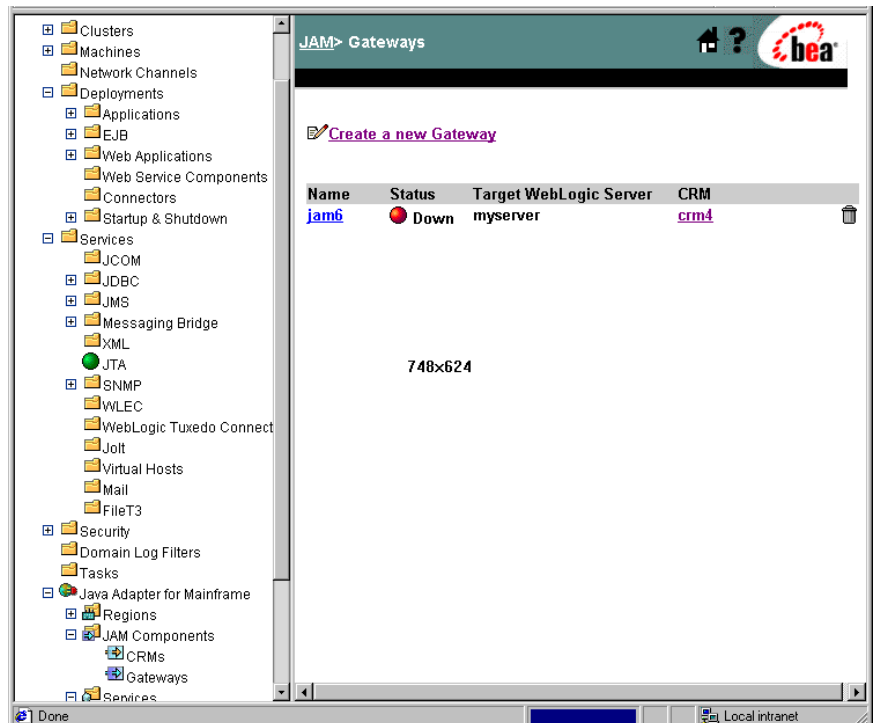 Clusters
Machines
Network Channels
Deployments
Applications
EJB
Web Applications
Web Service Components
Connectors
Startup & Shutdown
Services
JCOM
JDBC
JMS
Messaging Bridge
XML
JTA
SNMP
WLEC
WebLogic Tuxedo Connect
Jolt
Virtual Hosts
Mail
FileT3
Security
Domain Log Filters
Tasks
Java Adapter for Mainframe
Regions
JAM Components
CRMs
Gateways
Services
JAM> Gateways
?
bea
Create a new Gateway
Name Status Target WebLogic Server CRM
jam6 Down myserver crm4
748x624
Done
Local intranet